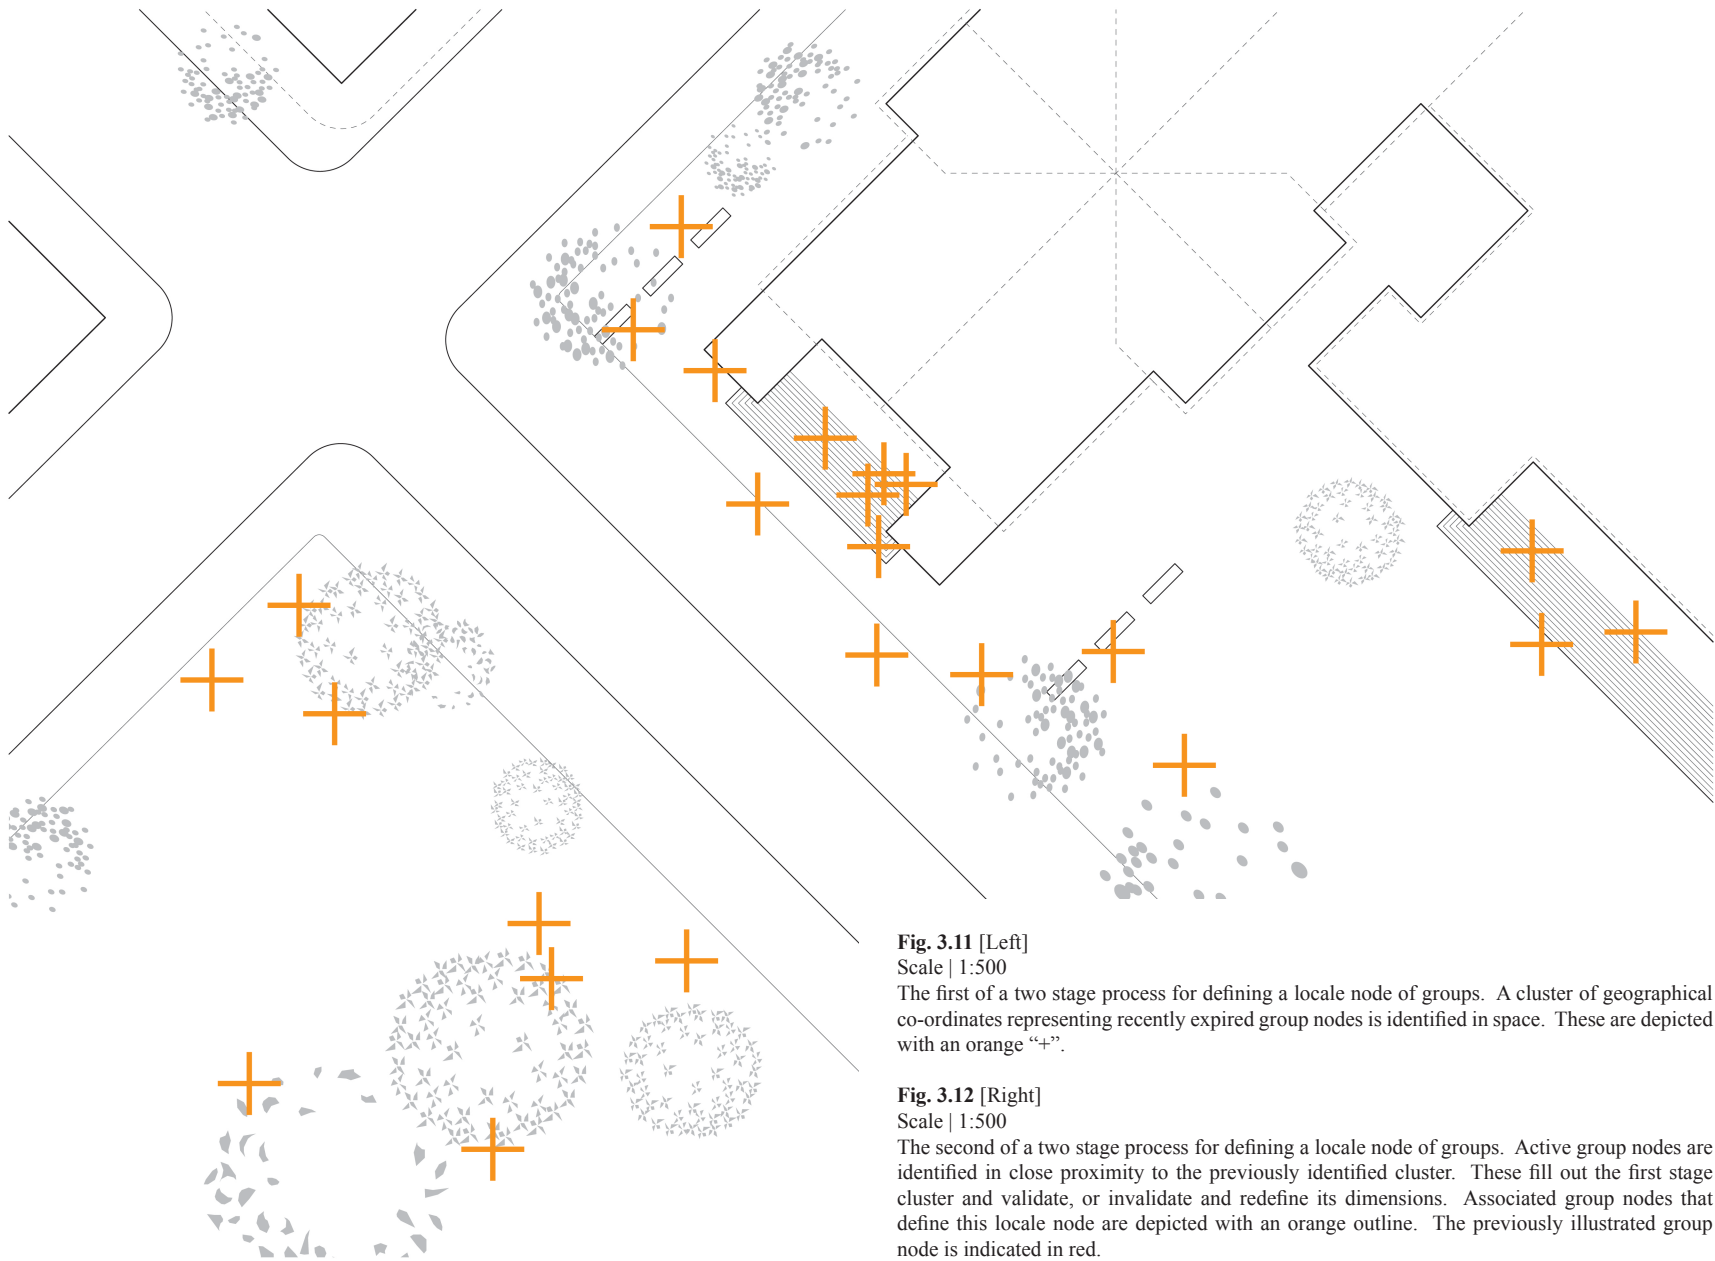 Fig. 3.11 [Left]
Scale | 1:500
The first of a two stage process for defining a locale node of groups. A cluster of geographical
co-ordinates representing recently expired group nodes is identified in space. These are depicted
with an orange “+”.
Fig. 3.12 [Right]
Scale | 1:500
The second of a two stage process for defining a locale node of groups. Active group nodes are
identified in close proximity to the previously identified cluster. These fill out the first stage
cluster and validate, or invalidate and redefine its dimensions. Associated group nodes that
define this locale node are depicted with an orange outline. The previously illustrated group
node is indicated in red.